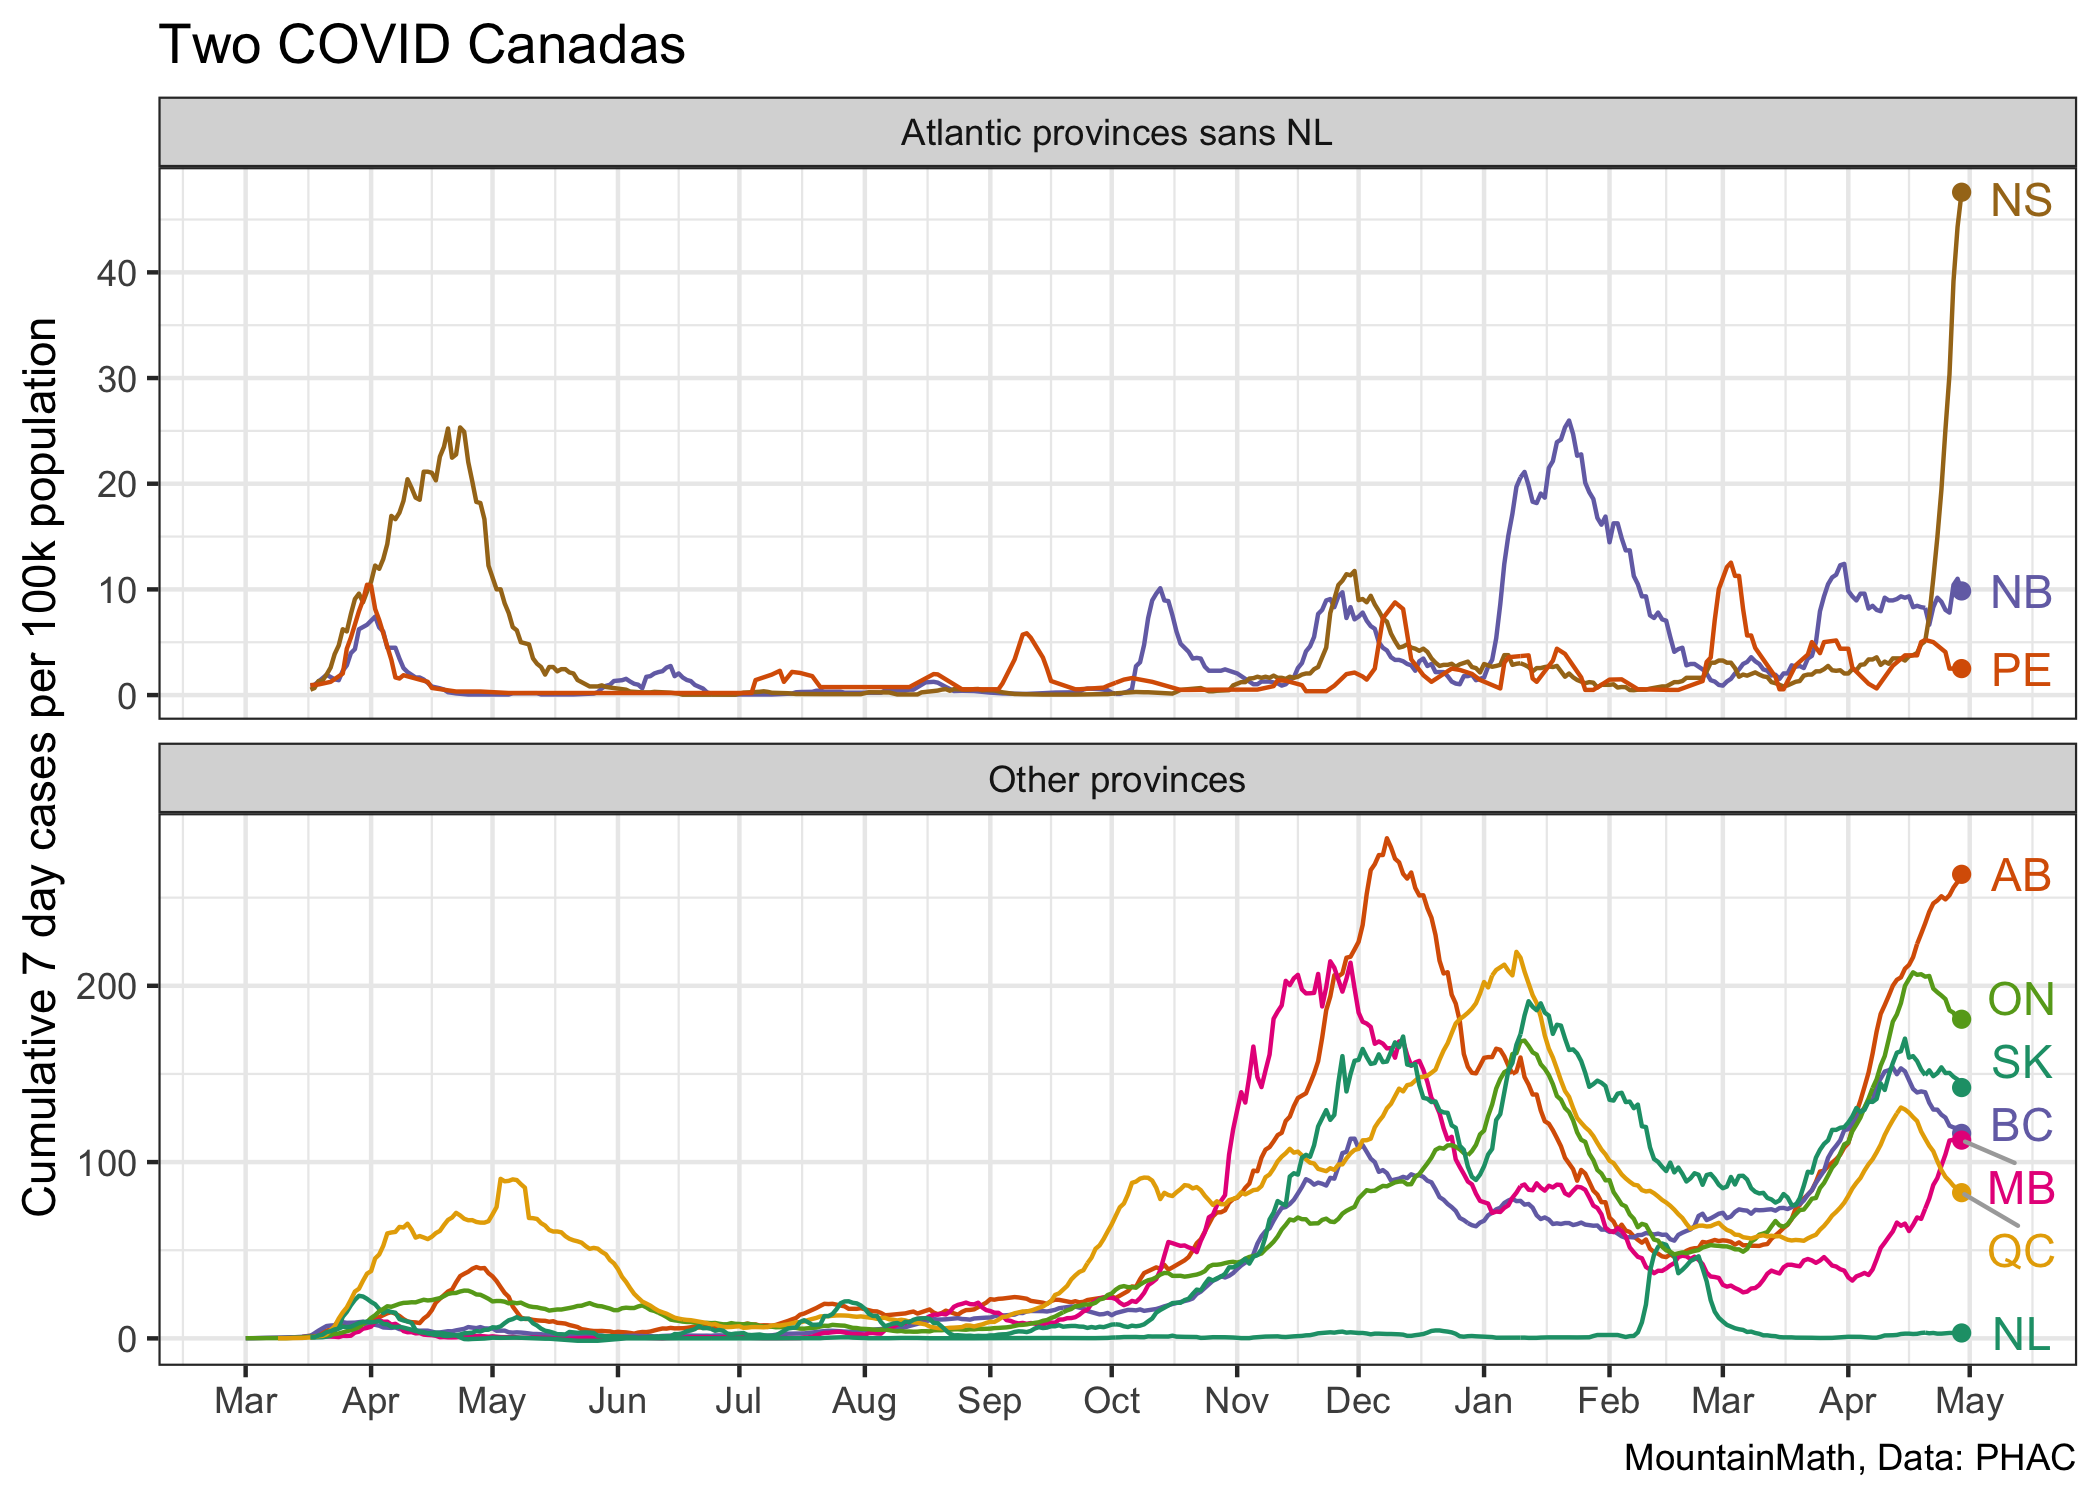 Two COVID Canadas
Atlantic provinces sans NL
40
30
20
10
0
NS
NB
PE
Cumulative 7 day cases per 100k population
Other provinces
200
100
0
AB
ON
SK
BC
MB
QC
NL
Mar Apr May Jun Jul Aug Sep Oct Nov Dec Jan Feb Mar Apr May
MountainMath, Data: PHAC